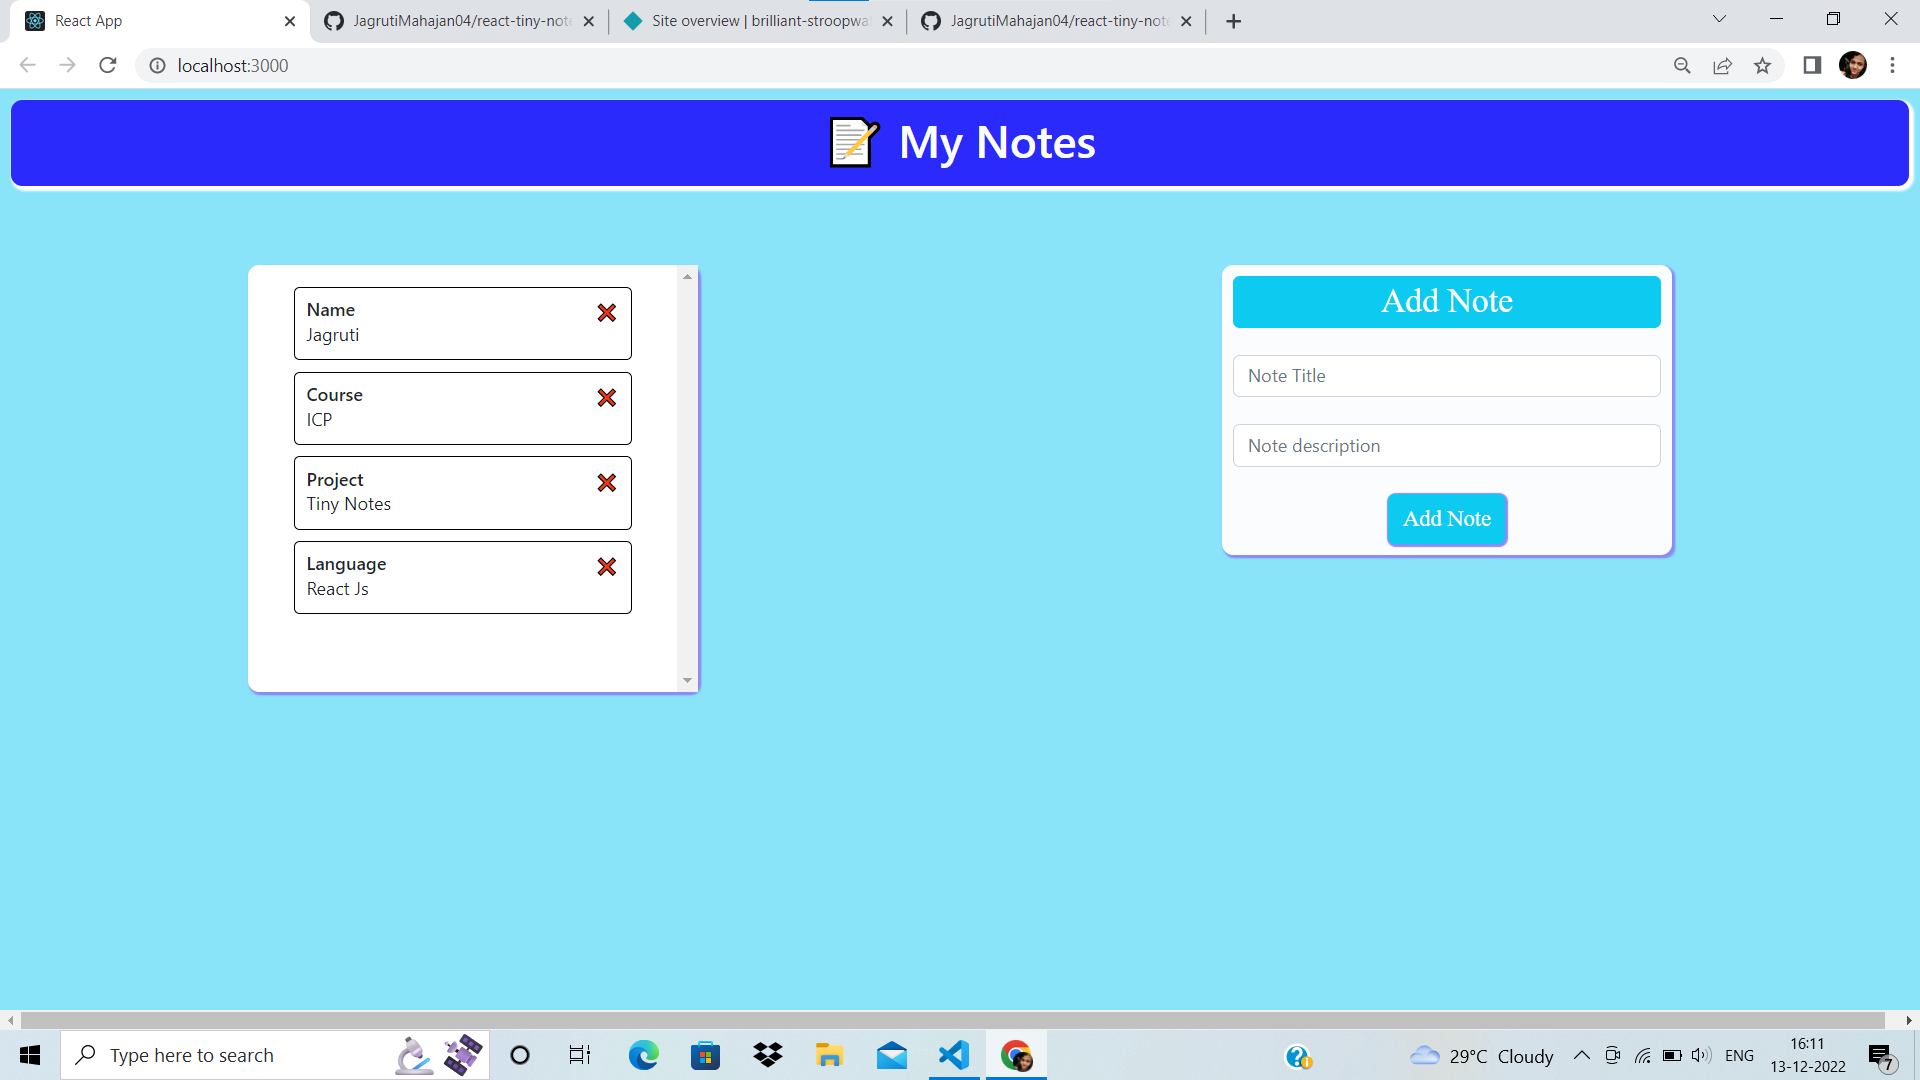 React App
JagrutiMahajan04/react-tiny-not
Site overview | brilliant-stroopwa
JagrutiMahajan04/react-tiny-note
localhost:3000
My Notes
Name
Jagruti
Course
ICP
Project
Tiny Notes
Language
React Js
Add Note
Note Title
Note description
Add Note
Type here to search
29°C Cloudy
ENG
16:11
13-12-2022
7